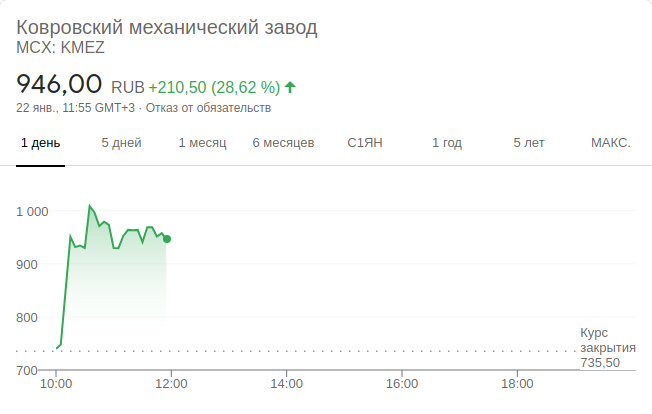 Ковровский механический завод
MCX: KMEZ
946,00 RUB +210,50 (28,62 %)
22 янв., 11:55 GMT+3 · Отказ от обязательств
1 день 5 дней 1 месяц 6 месяцев С1ЯН 1 год 5 лет МАКС.
1 000
900
800
700
Курс
закрытия
735,50
10:00 12:00 14:00 16:00 18:00